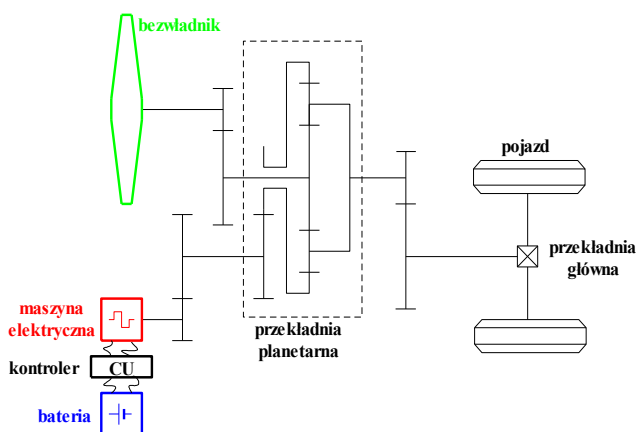 bezwładnik
pojazd
przekładnia
główna
maszyna
elektryczna
przekładnia
planetarna
kontroler
CU
bateria